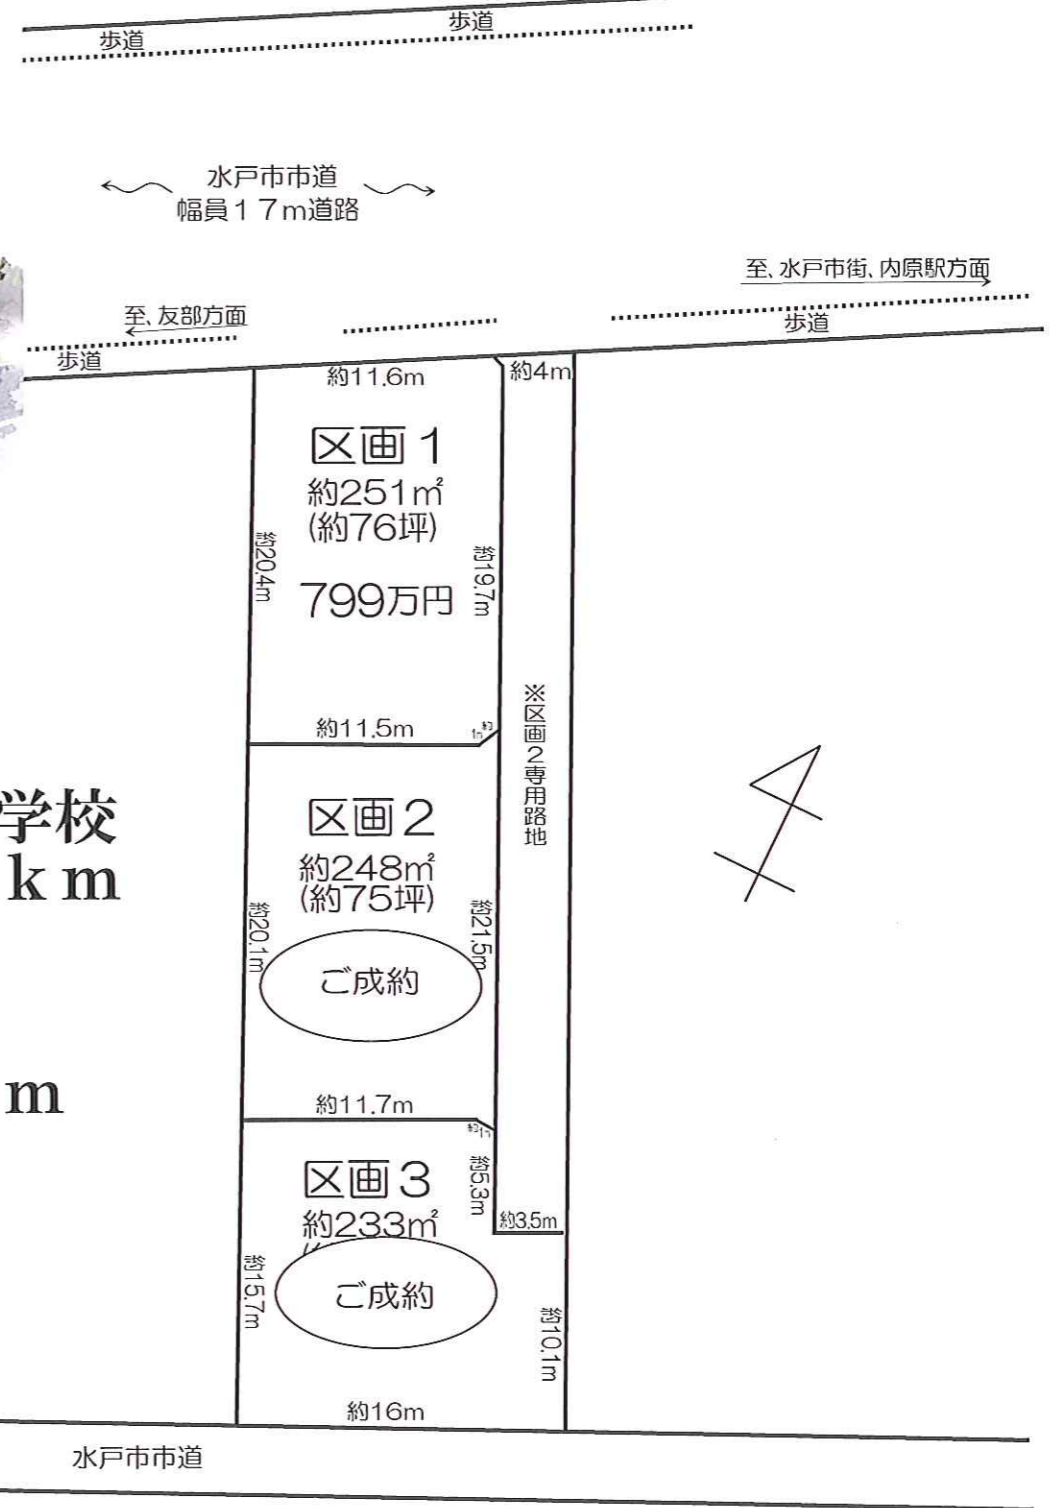 歩道
歩道
水戸市市道
幅員17m道路
至、水戸市街、内原駅方面
至、友部方面
歩道
歩道
約11.6m
約4m
区画1
約251㎡
(約76坪)
約20.4m
約19.7m
799万円
約11.5m
約1m
※区画2専用路地
学校
km
区画2
約248㎡
(約75坪)
約20.1m
約21.5m
ご成約
m
約11.7m
約1m
区画3
約233㎡
約5.3m
約3.5m
約15.7m
ご成約
約10.1m
約16m
水戸市市道